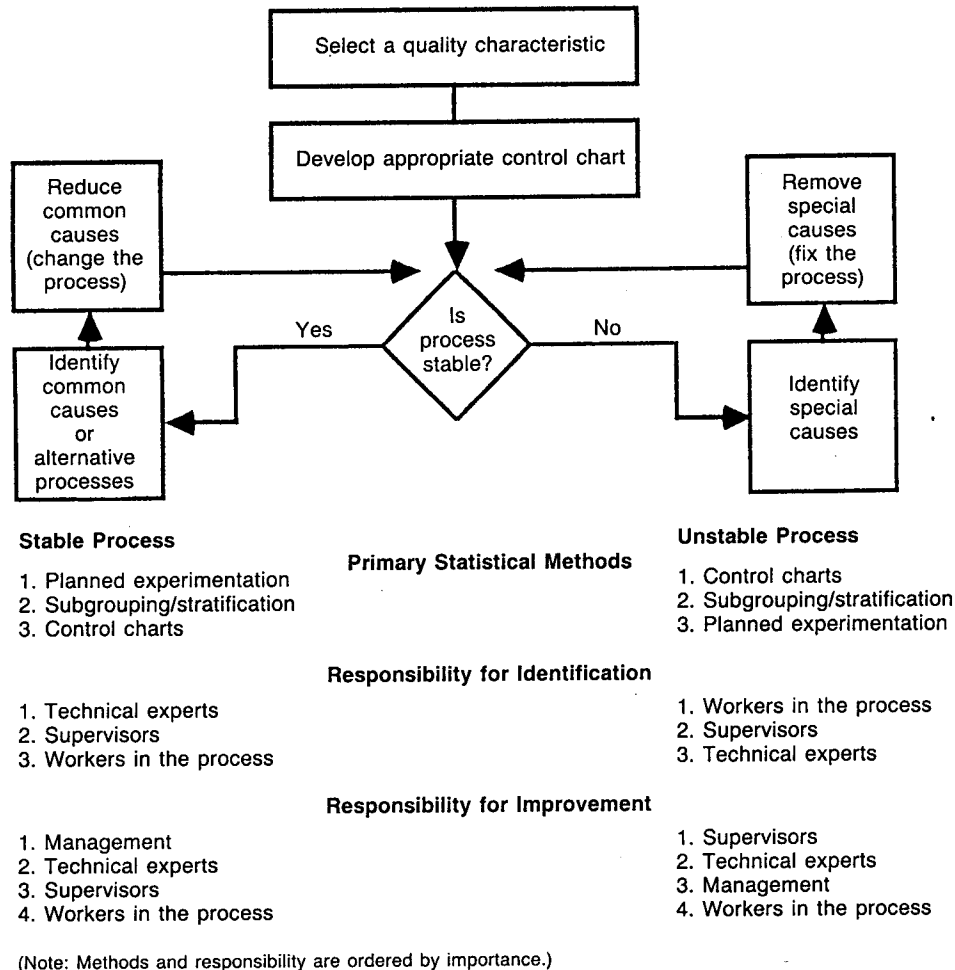 Select a quality characteristic
Develop appropriate control chart
Reduce
common
causes
(change the
process)
Remove
special
causes
(fix the
process)
Is
process
stable?
Yes
No
Identify
common
causes
or
alternative
processes
Identify
special
causes
Stable Process
Primary Statistical Methods
Unstable Process
1. Planned experimentation
2. Subgrouping/stratification
3. Control charts
1. Control charts
2. Subgrouping/stratification
3. Planned experimentation
Responsibility for Identification
1. Technical experts
2. Supervisors
3. Workers in the process
1. Workers in the process
2. Supervisors
3. Technical experts
Responsibility for Improvement
1. Management
2. Technical experts
3. Supervisors
4. Workers in the process
1. Supervisors
2. Technical experts
3. Management
4. Workers in the process
(Note: Methods and responsibility are ordered by importance.)